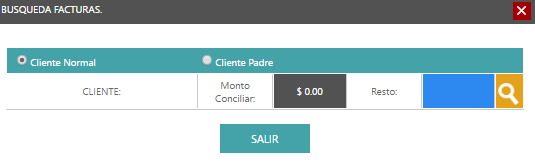 BUSQUEDA FACTURAS.
Cliente Normal
Cliente Padre
CLIENTE:
Monto
Conciliar:
$ 0.00
Resto:
SALIR